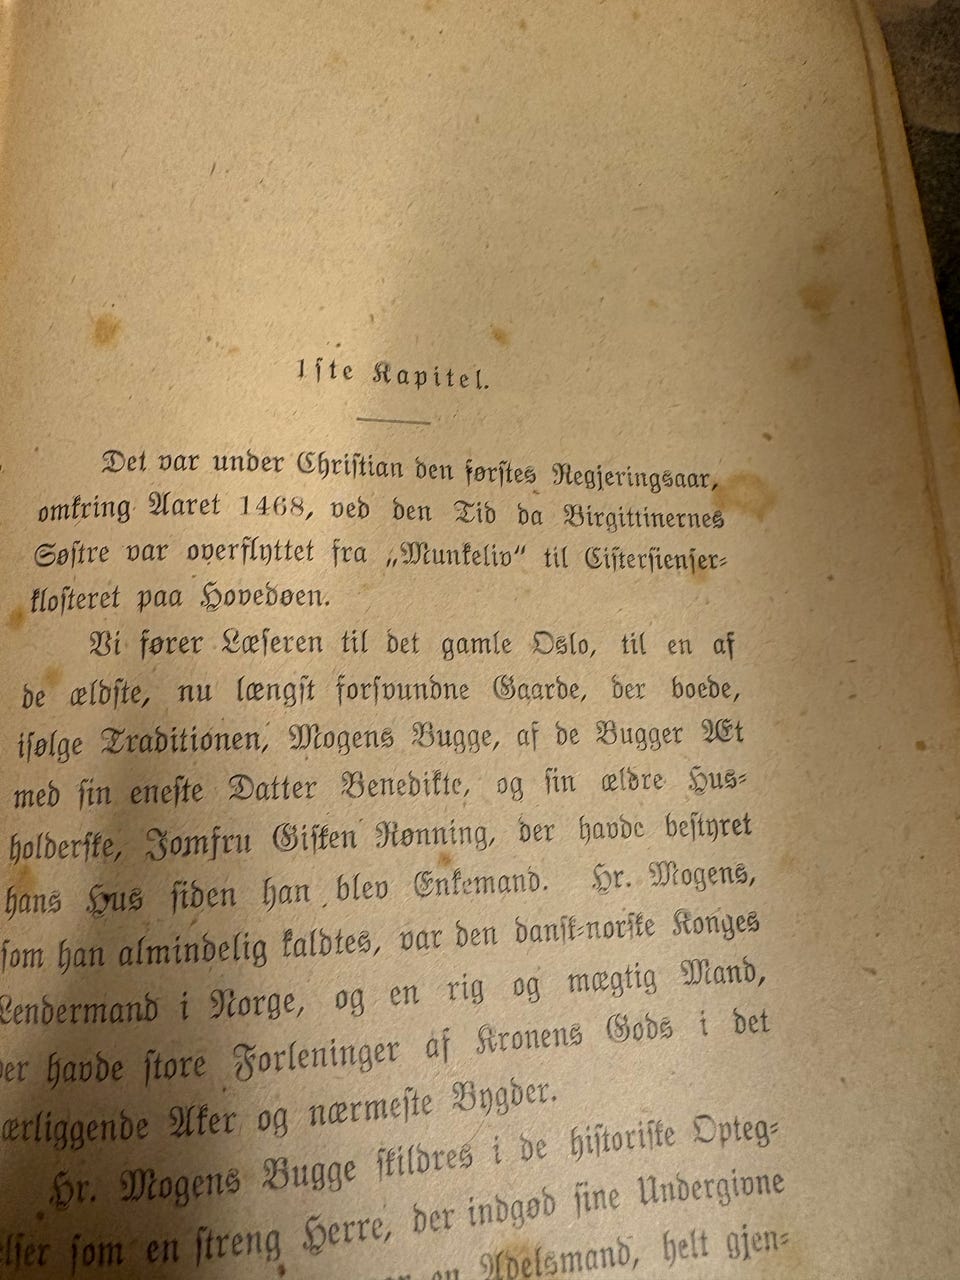 1ste Kapitel.
Det var under Christian den førstes Regjeringsaar,
omkring Aaret 1468, ved den Tid da Birgittinernes
Søstre var overflyttet fra „Munkeliv“ til Cistersienser-
klosteret paa Hovedøen.
Vi fører Læseren til det gamle Oslo, til en af
de ældste, nu længst forsvundne Gaarde, der boede,
ifølge Traditionen, Mogens Bugge, af de Bugger Æt
med sin eneste Datter Benedikte, og sin ældre Hus-
holderske, Jomfru Gisken Rønning, der havde bestyret
hans Hus siden han blev Enkemand. Hr. Mogens,
som han almindelig kaldtes, var den dansk-norske Konges
Lendermand i Norge, og en rig og mægtig Mand,
der havde store Forleninger af Kronens Gods i det
ærliggende Aker og nærmeste Bygder.
Hr. Mogens Bugge skildres i de historiske Opteg-
elser som en streng Herre, der indgød sine Undergivne
en Adelsmand, helt gjen-